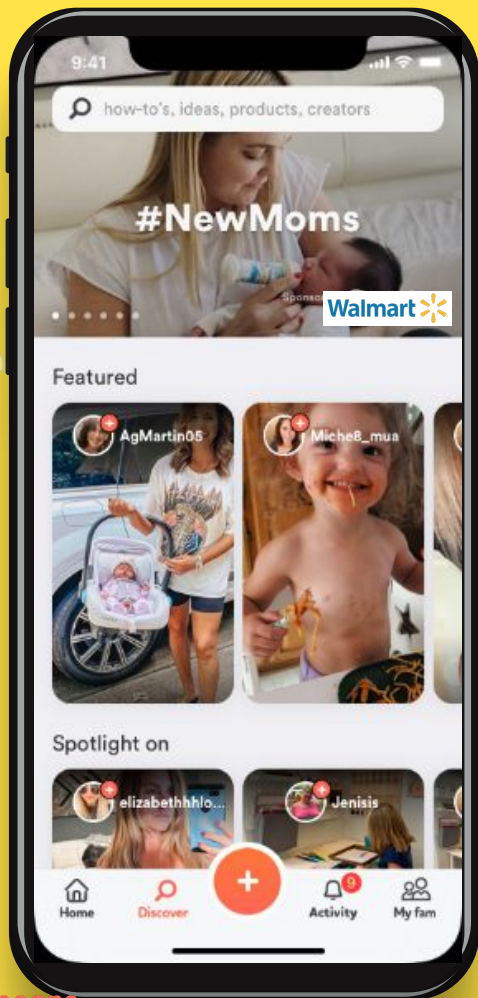 9:41
how-to's, ideas, products, creators
#NewMoms
Walmart
Featured
AgMartin05
Miche8_mua
Spotlight on
elizabethhhlo...
Jenisis
Home
Discover
9
Activity
My fam